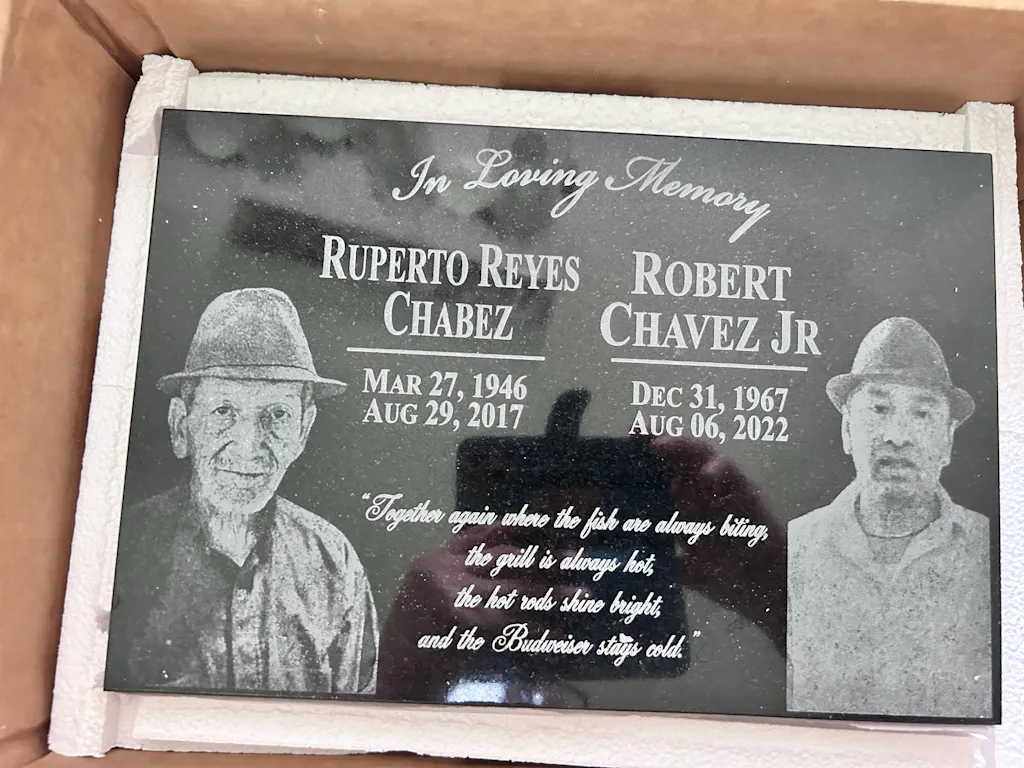 In Loving Memory
RUPERTO REYES
CHABEZ
MAR 27, 1946
AUG 29, 2017
ROBERT
CHAVEZ JR
DEC 31, 1967
AUG 06, 2022
“Together again where the fish are always biting,
the grill is always hot,
the hot rods shine bright,
and the Budweiser stays cold.”